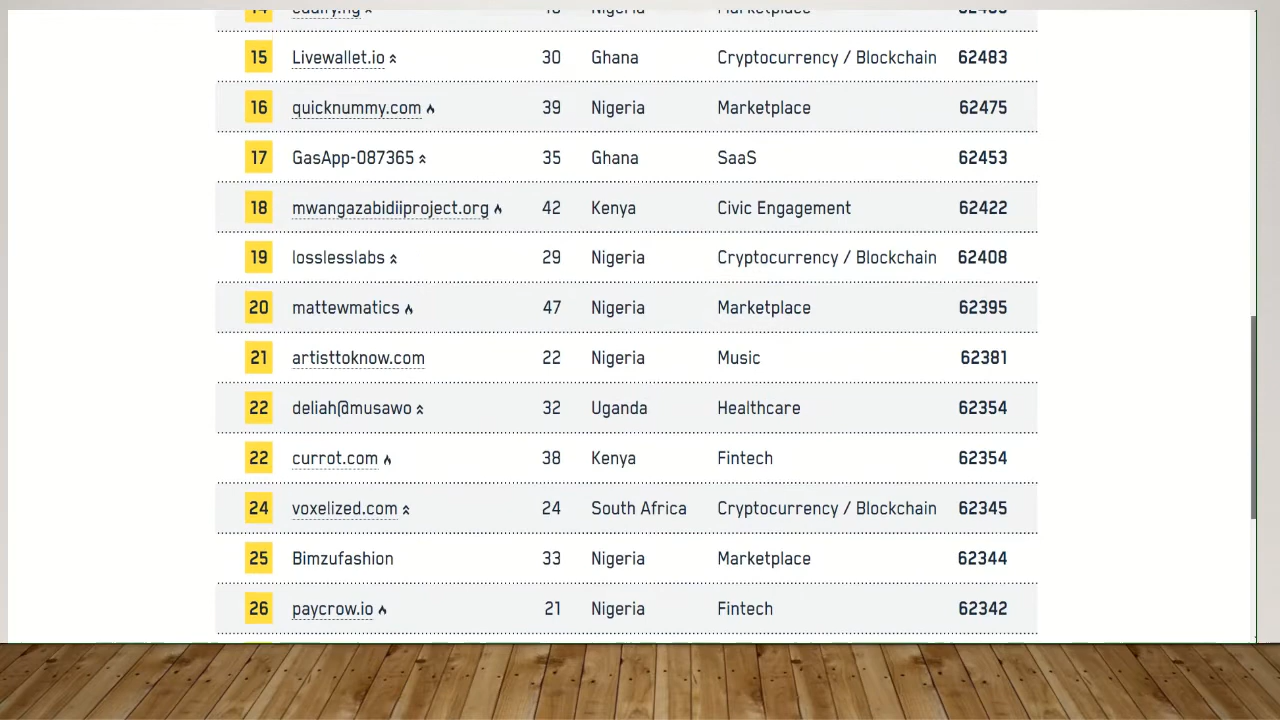 15 Livewallet.io 30 Ghana Cryptocurrency / Blockchain 62483
16 quicknummy.com 39 Nigeria Marketplace 62475
17 GasApp-087365 35 Ghana SaaS 62453
18 mwangazabidiiproject.org 42 Kenya Civic Engagement 62422
19 losslesslabs 29 Nigeria Cryptocurrency / Blockchain 62408
20 mattewmatics 47 Nigeria Marketplace 62395
21 artisttoknow.com 22 Nigeria Music 62381
22 deliah@musawo 32 Uganda Healthcare 62354
22 currot.com 38 Kenya Fintech 62354
24 voxelized.com 24 South Africa Cryptocurrency / Blockchain 62345
25 Bimzufashion 33 Nigeria Marketplace 62344
26 paycrow.io 21 Nigeria Fintech 62342